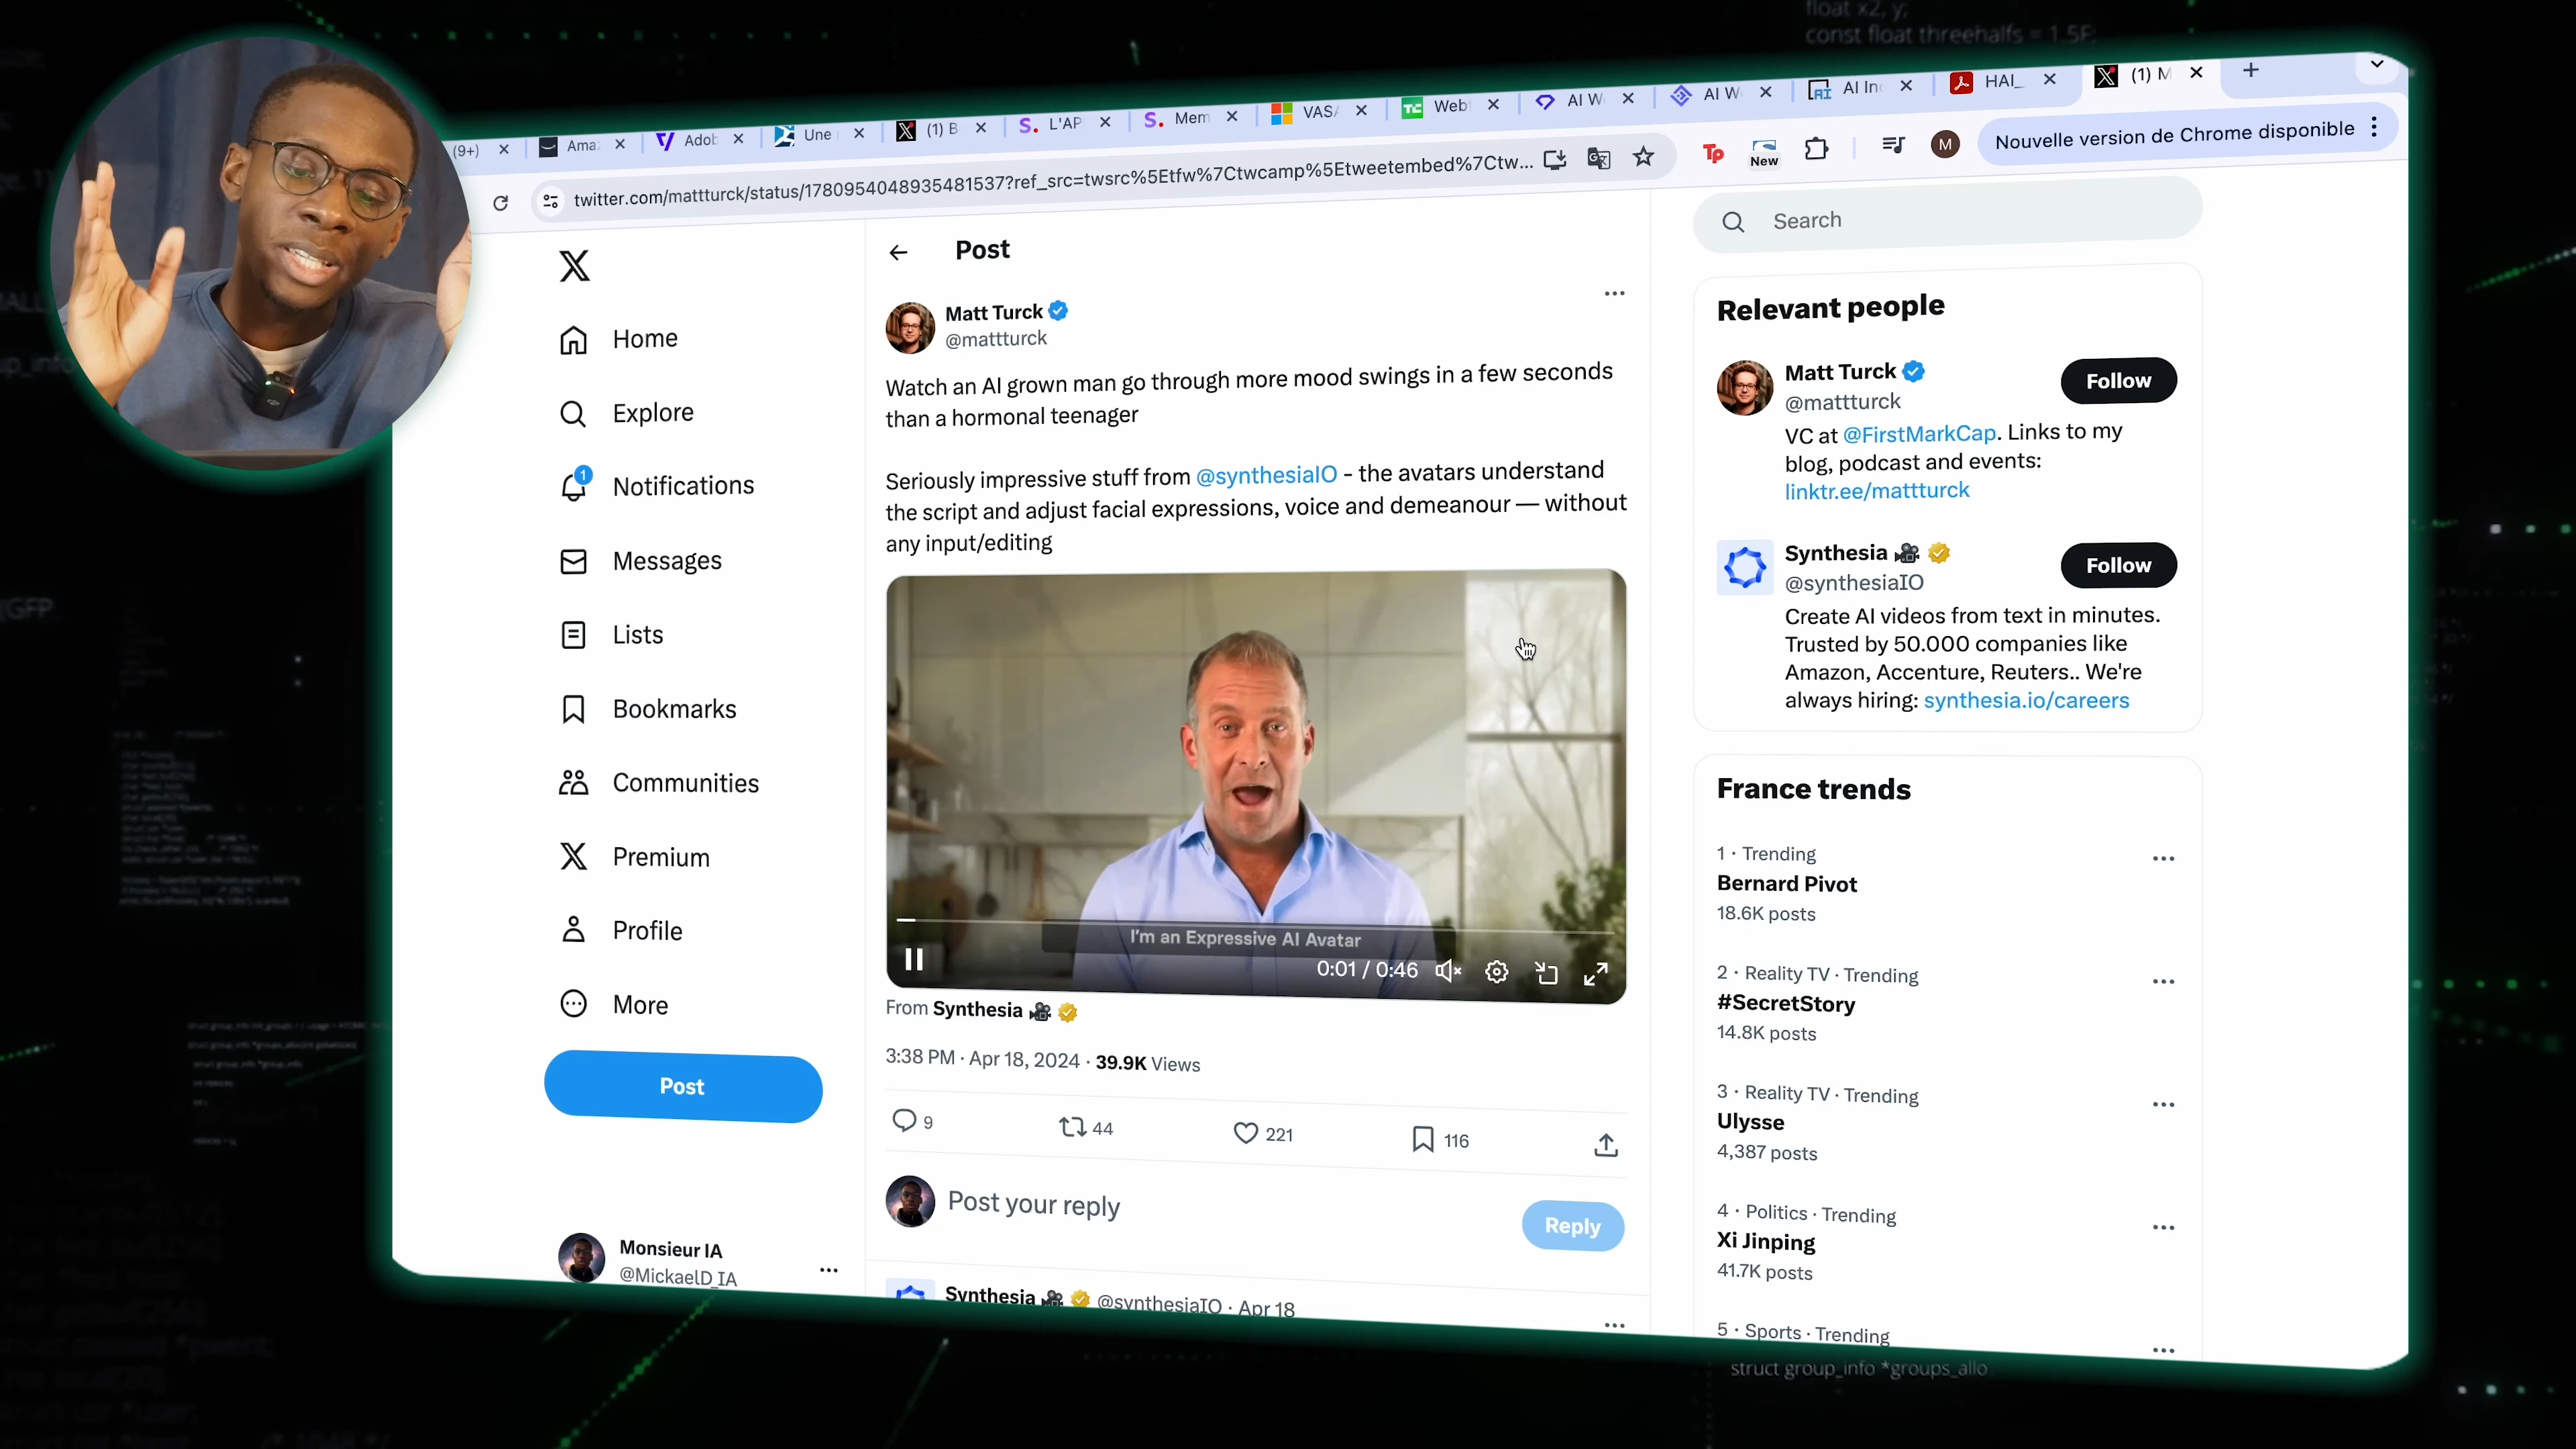 float x2, y;
const float threehalfs = 1.5F;
(9+)
Ama
Adob
Une
(1) B
L'AP
Mem
VASA
Web
AI W
AI W
AI In
HAI_
(1) M
twitter.com/mattturck/status/1780954048935481537?ref_src=twsrc%5Etfw%7Ctwcamp%5Etweetembed%7Ctw...
New
M
Nouvelle version de Chrome disponible
Home
Explore
1
Notifications
Messages
Lists
Bookmarks
Communities
Premium
Profile
More
Post
Monsieur IA
@MickaelD_IA
Post
Matt Turck
@mattturck
Watch an AI grown man go through more mood swings in a few seconds
than a hormonal teenager
Seriously impressive stuff from @synthesiaIO - the avatars understand
the script and adjust facial expressions, voice and demeanour — without
any input/editing
I'm an Expressive AI Avatar
0:01 / 0:46
From Synthesia
3:38 PM · Apr 18, 2024 · 39.9K Views
9
44
221
116
Post your reply
Reply
Synthesia @synthesiaIO · Apr 18
Search
Relevant people
Matt Turck
@mattturck
Follow
VC at @FirstMarkCap. Links to my
blog, podcast and events:
linktr.ee/mattturck
Synthesia
@synthesiaIO
Follow
Create AI videos from text in minutes.
Trusted by 50.000 companies like
Amazon, Accenture, Reuters.. We're
always hiring: synthesia.io/careers
France trends
1 · Trending
Bernard Pivot
18.6K posts
2 · Reality TV · Trending
#SecretStory
14.8K posts
3 · Reality TV · Trending
Ulysse
4,387 posts
4 · Politics · Trending
Xi Jinping
41.7K posts
5 · Sports · Trending
struct group_info *groups_allo